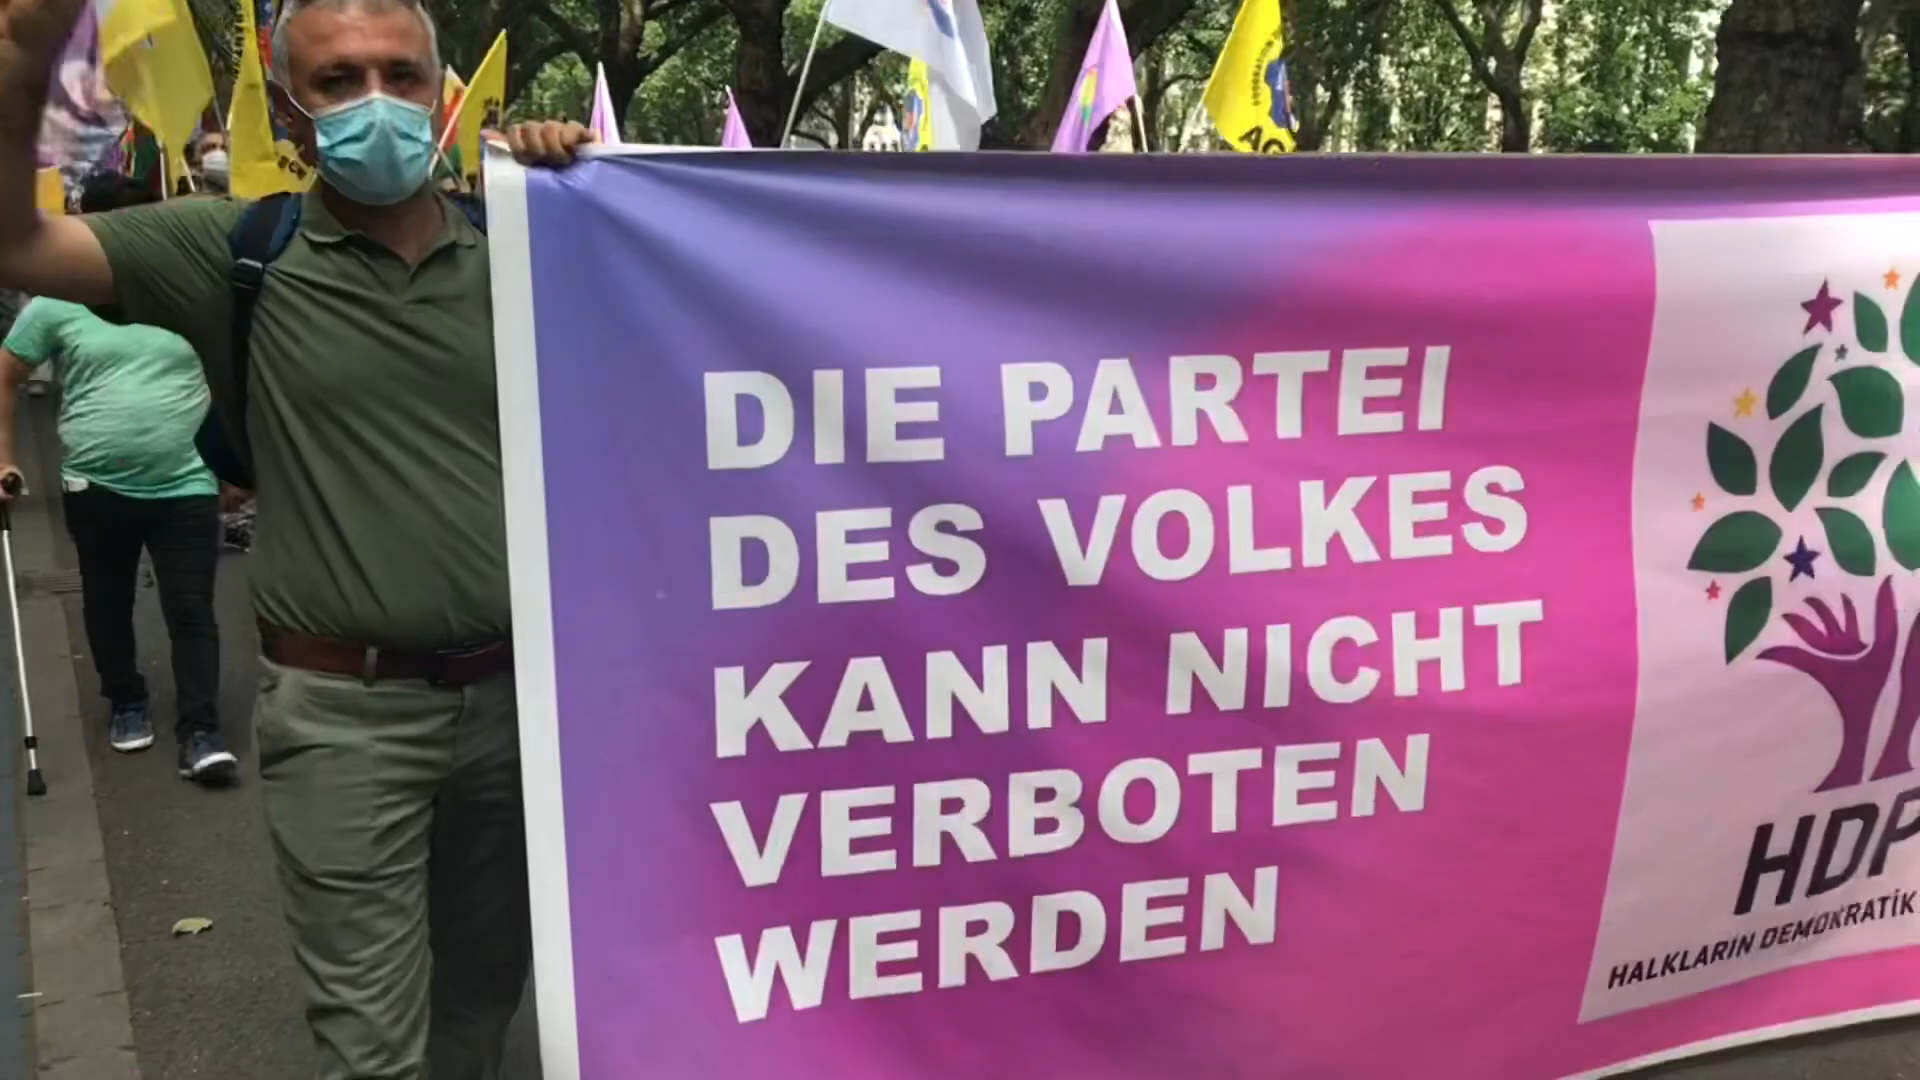 DIE PARTEI
DES VOLKES
KANN NICHT
VERBOTEN
WERDEN
HDP
HALKLARIN DEMOKRATİK